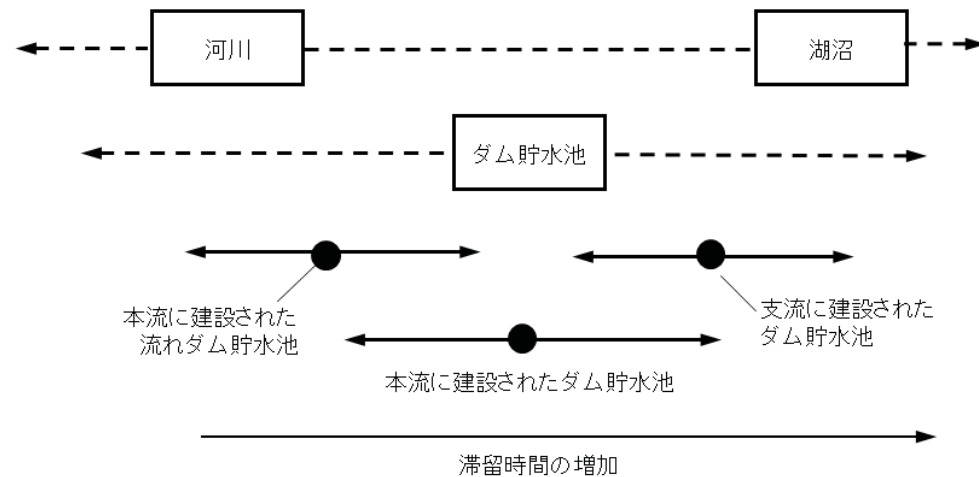 河川
湖沼
ダム貯水池
本流に建設された
流れダム貯水池
支流に建設された
ダム貯水池
本流に建設されたダム貯水池
滞留時間の増加